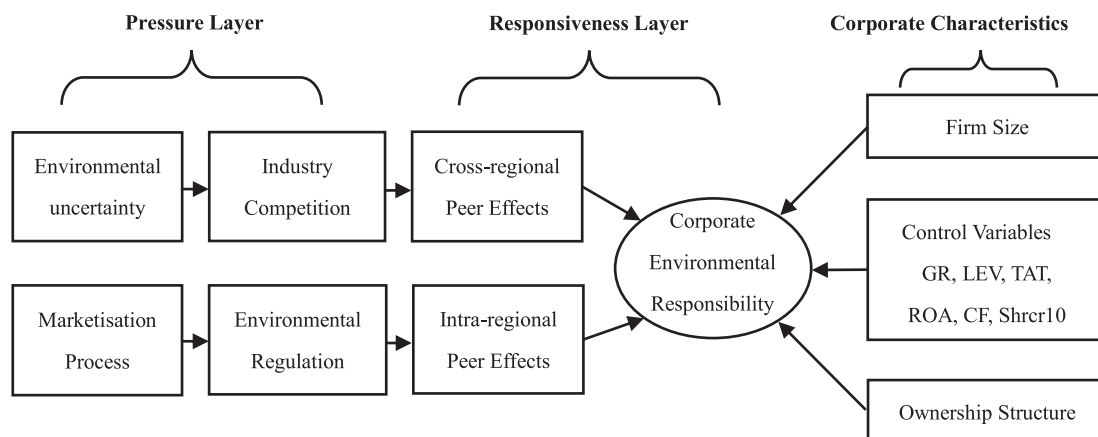 Pressure Layer
Responsiveness Layer
Corporate Characteristics
Environmental
uncertainty
Industry
Competition
Cross-regional
Peer Effects
Marketisation
Process
Environmental
Regulation
Intra-regional
Peer Effects
Corporate
Environmental
Responsibility
Firm Size
Control Variables
GR, LEV, TAT,
ROA, CF, Shrcr10
Ownership Structure